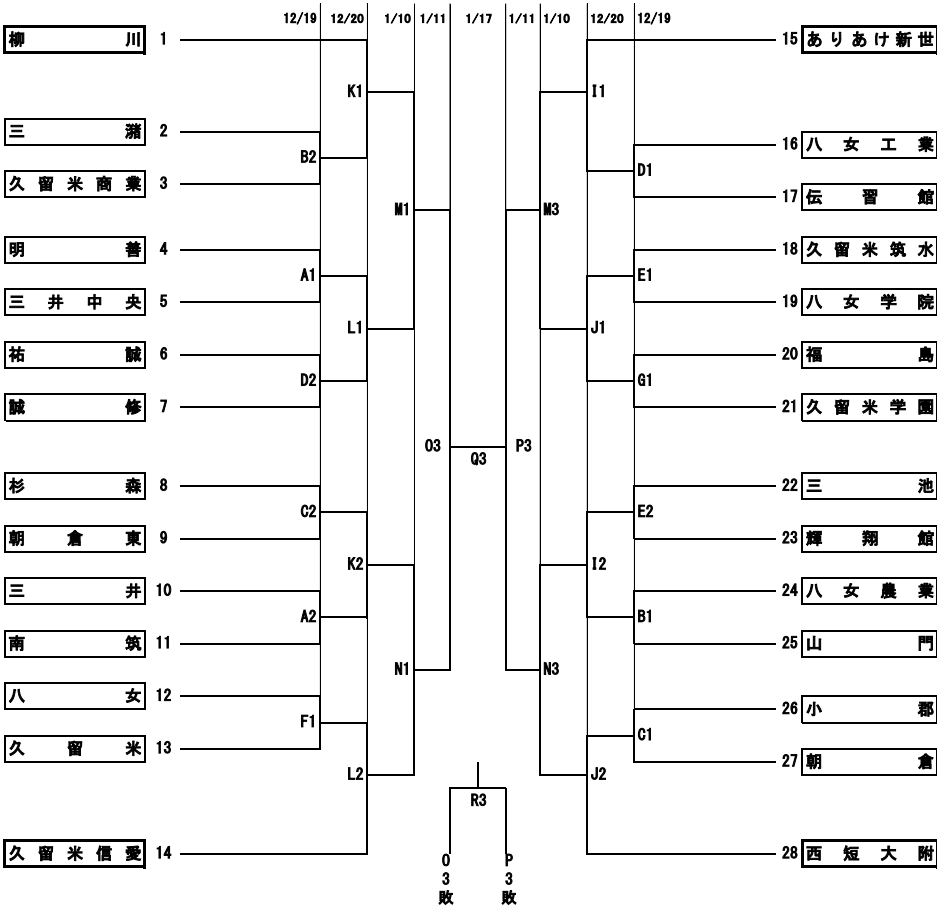 12/19 12/20 1/10 1/11 1/17 1/11 1/10 12/20 12/19
柳川 1
K1
三潴 2
B2
久留米商業 3
M1
明善 4
A1
三井中央 5
L1
祐誠 6
D2
誠修 7
O3
杉森 8
C2
朝倉東 9
K2
三井 10
A2
南筑 11
N1
八女 12
F1
久留米 13
L2
久留米信愛 14
Q3
R3
O3敗
P3敗
15 ありあけ新世
I1
16 八女工業
D1
17 伝習館
M3
18 久留米筑水
E1
19 八女学院
J1
20 福島
G1
21 久留米学園
P3
22 三池
E2
23 輝翔館
I2
24 八女農業
B1
25 山門
N3
26 小郡
C1
27 朝倉
J2
28 西短大附